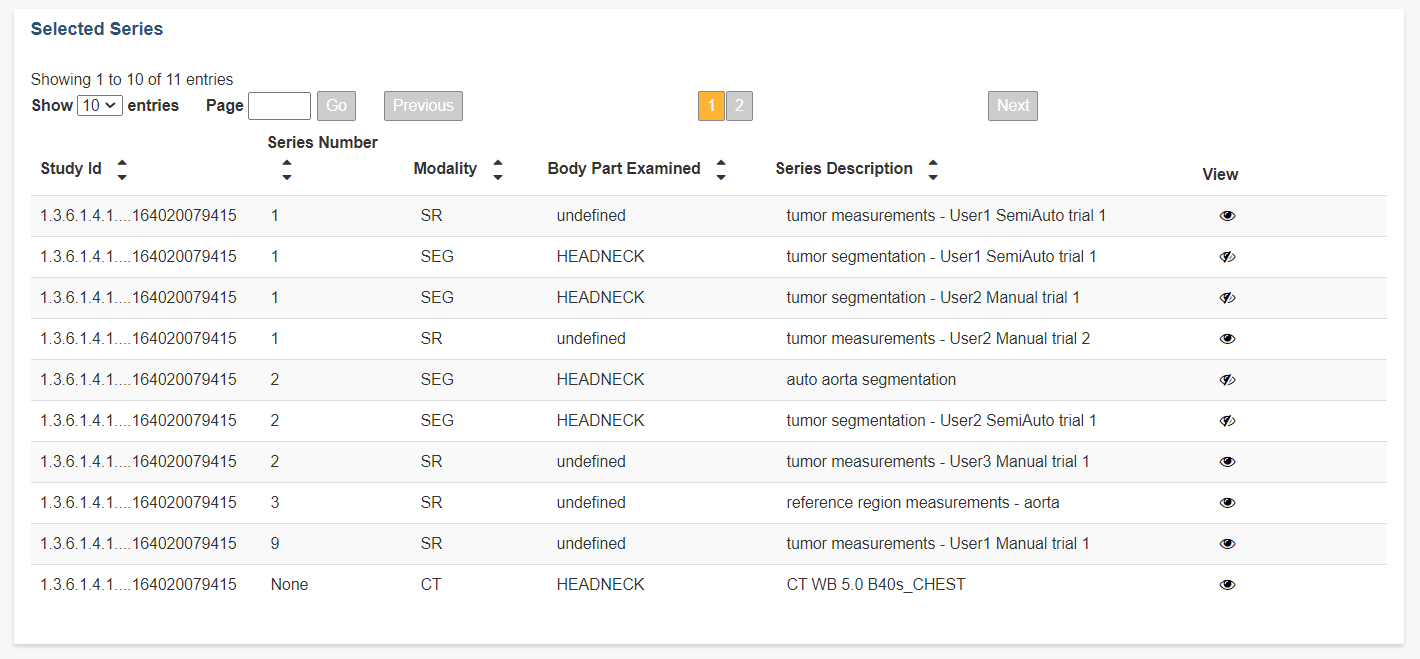 Selected Series
Showing 1 to 10 of 11 entries
Show 10 entries Page Go Previous 1 2 Next
Study Id Series Number Modality Body Part Examined Series Description View
1.3.6.1.4.1....164020079415 1 SR undefined tumor measurements - User1 SemiAuto trial 1
1.3.6.1.4.1....164020079415 1 SEG HEADNECK tumor segmentation - User1 SemiAuto trial 1
1.3.6.1.4.1....164020079415 1 SEG HEADNECK tumor segmentation - User2 Manual trial 1
1.3.6.1.4.1....164020079415 1 SR undefined tumor measurements - User2 Manual trial 2
1.3.6.1.4.1....164020079415 2 SEG HEADNECK auto aorta segmentation
1.3.6.1.4.1....164020079415 2 SEG HEADNECK tumor segmentation - User2 SemiAuto trial 1
1.3.6.1.4.1....164020079415 2 SR undefined tumor measurements - User3 Manual trial 1
1.3.6.1.4.1....164020079415 3 SR undefined reference region measurements - aorta
1.3.6.1.4.1....164020079415 9 SR undefined tumor measurements - User1 Manual trial 1
1.3.6.1.4.1....164020079415 None CT HEADNECK CT WB 5.0 B40s_CHEST